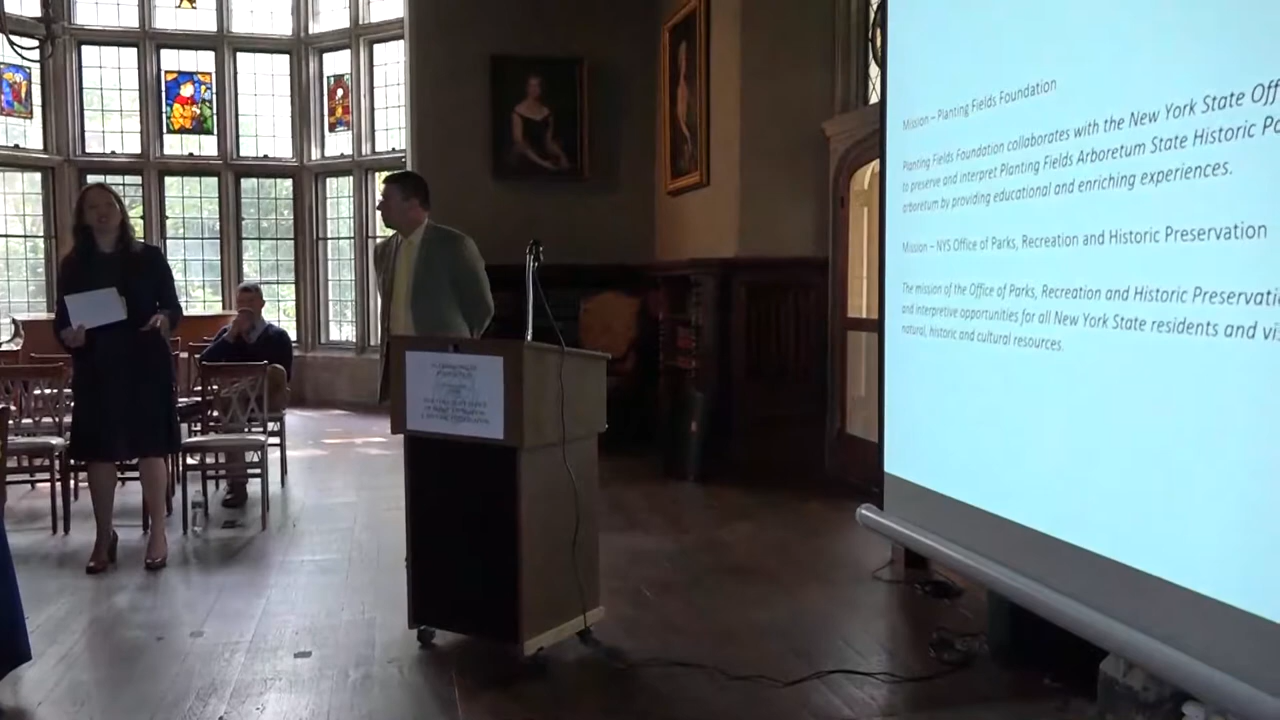 Mission – Planting Fields Foundation
Planting Fields Foundation collaborates with the New York State Off
to preserve and interpret Planting Fields Arboretum State Historic Pa
arboretum by providing educational and enriching experiences.
Mission – NYS Office of Parks, Recreation and Historic Preservation
The mission of the Office of Parks, Recreation and Historic Preservati
and interpretive opportunities for all New York State residents and vi
natural, historic and cultural resources.